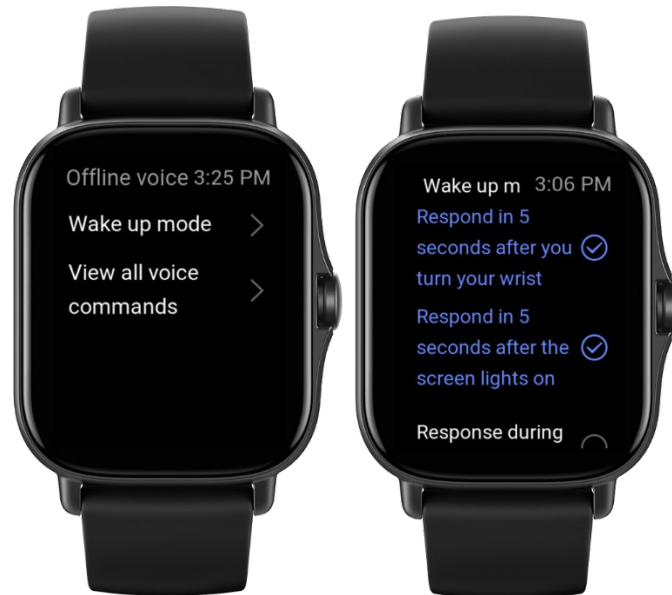 Offline voice 3:25 PM
Wake up mode
View all voice
commands
Wake up m 3:06 PM
Respond in 5
seconds after you
turn your wrist
Respond in 5
seconds after the
screen lights on
Response during